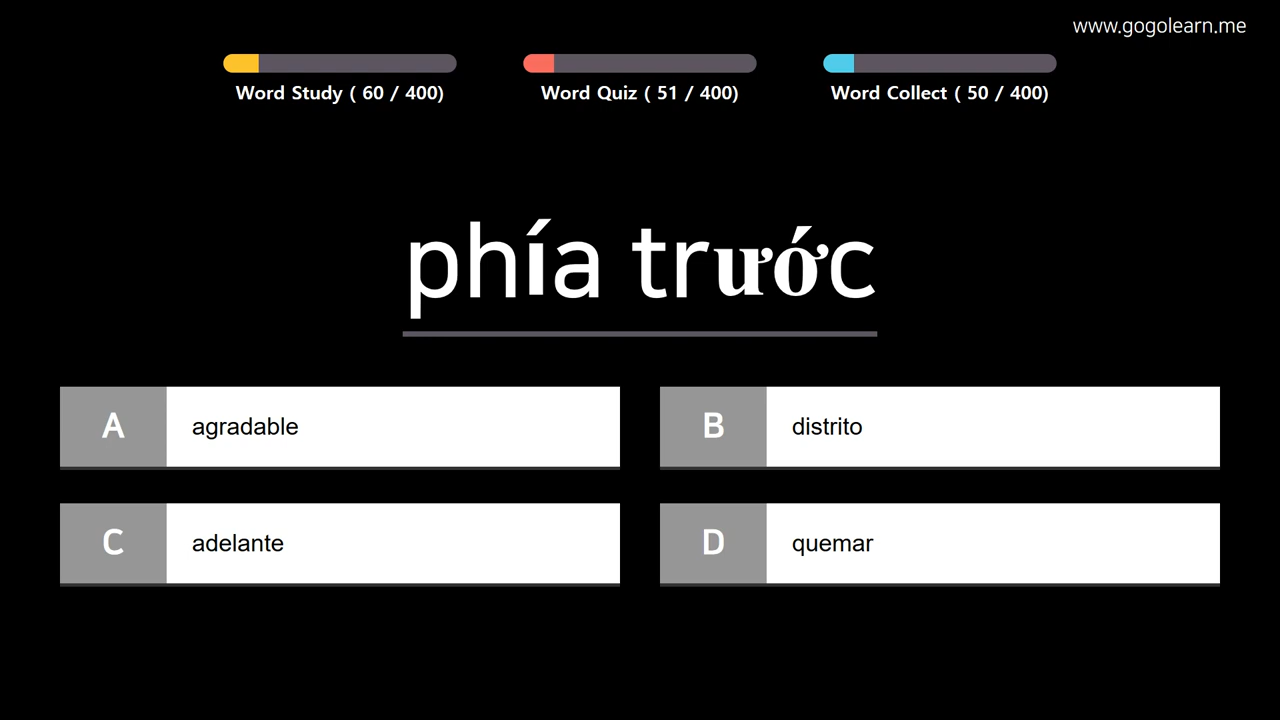 www.gogolearn.me
Word Study ( 60 / 400)
Word Quiz ( 51 / 400)
Word Collect ( 50 / 400)
phía trước
A agradable
B distrito
C adelante
D quemar